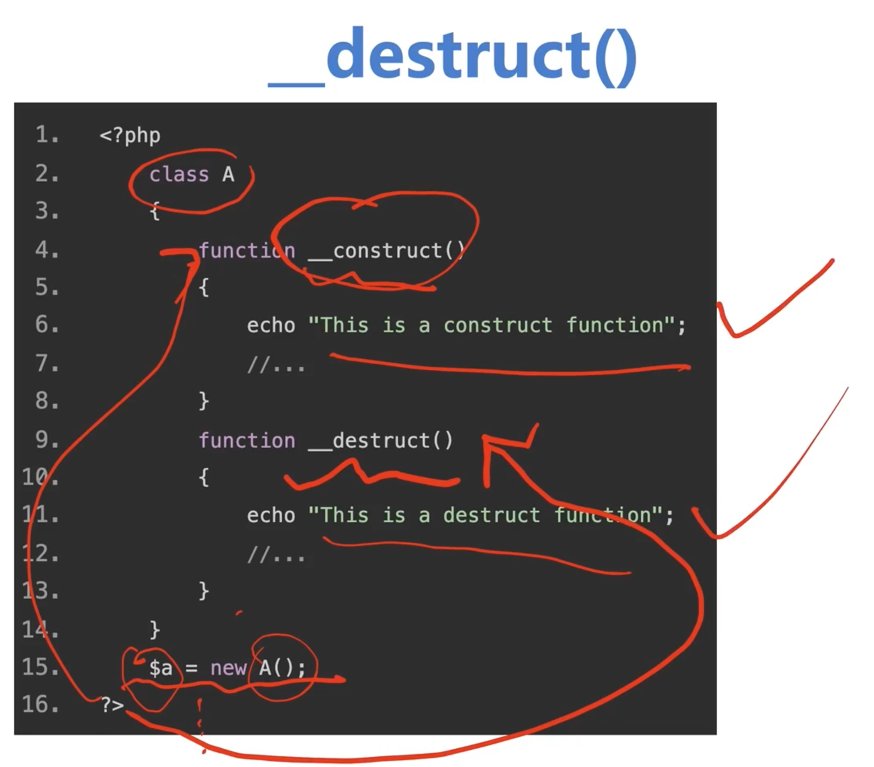 __destruct()
1. <?php
2. class A
3. {
4. function __construct()
5. {
6. echo "This is a construct function";
7. //...
8. }
9. function __destruct()
10. {
11. echo "This is a destruct function";
12. //...
13. }
14. }
15. $a = new A();
16. ?>